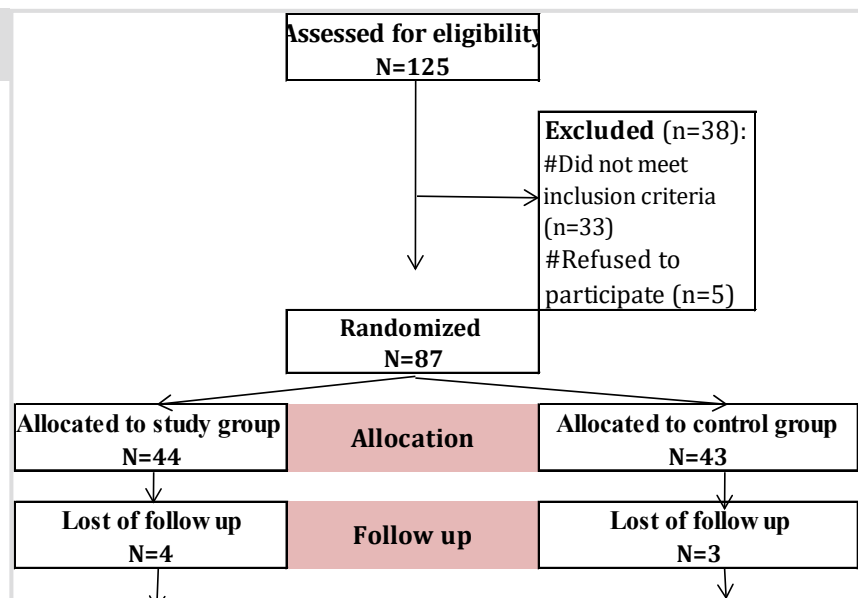 Assessed for eligibility
N=125
Excluded (n=38):
#Did not meet
inclusion criteria
(n=33)
#Refused to
participate (n=5)
Randomized
N=87
Allocated to study group
N=44
Allocation
Allocated to control group
N=43
Lost of follow up
N=4
Follow up
Lost of follow up
N=3